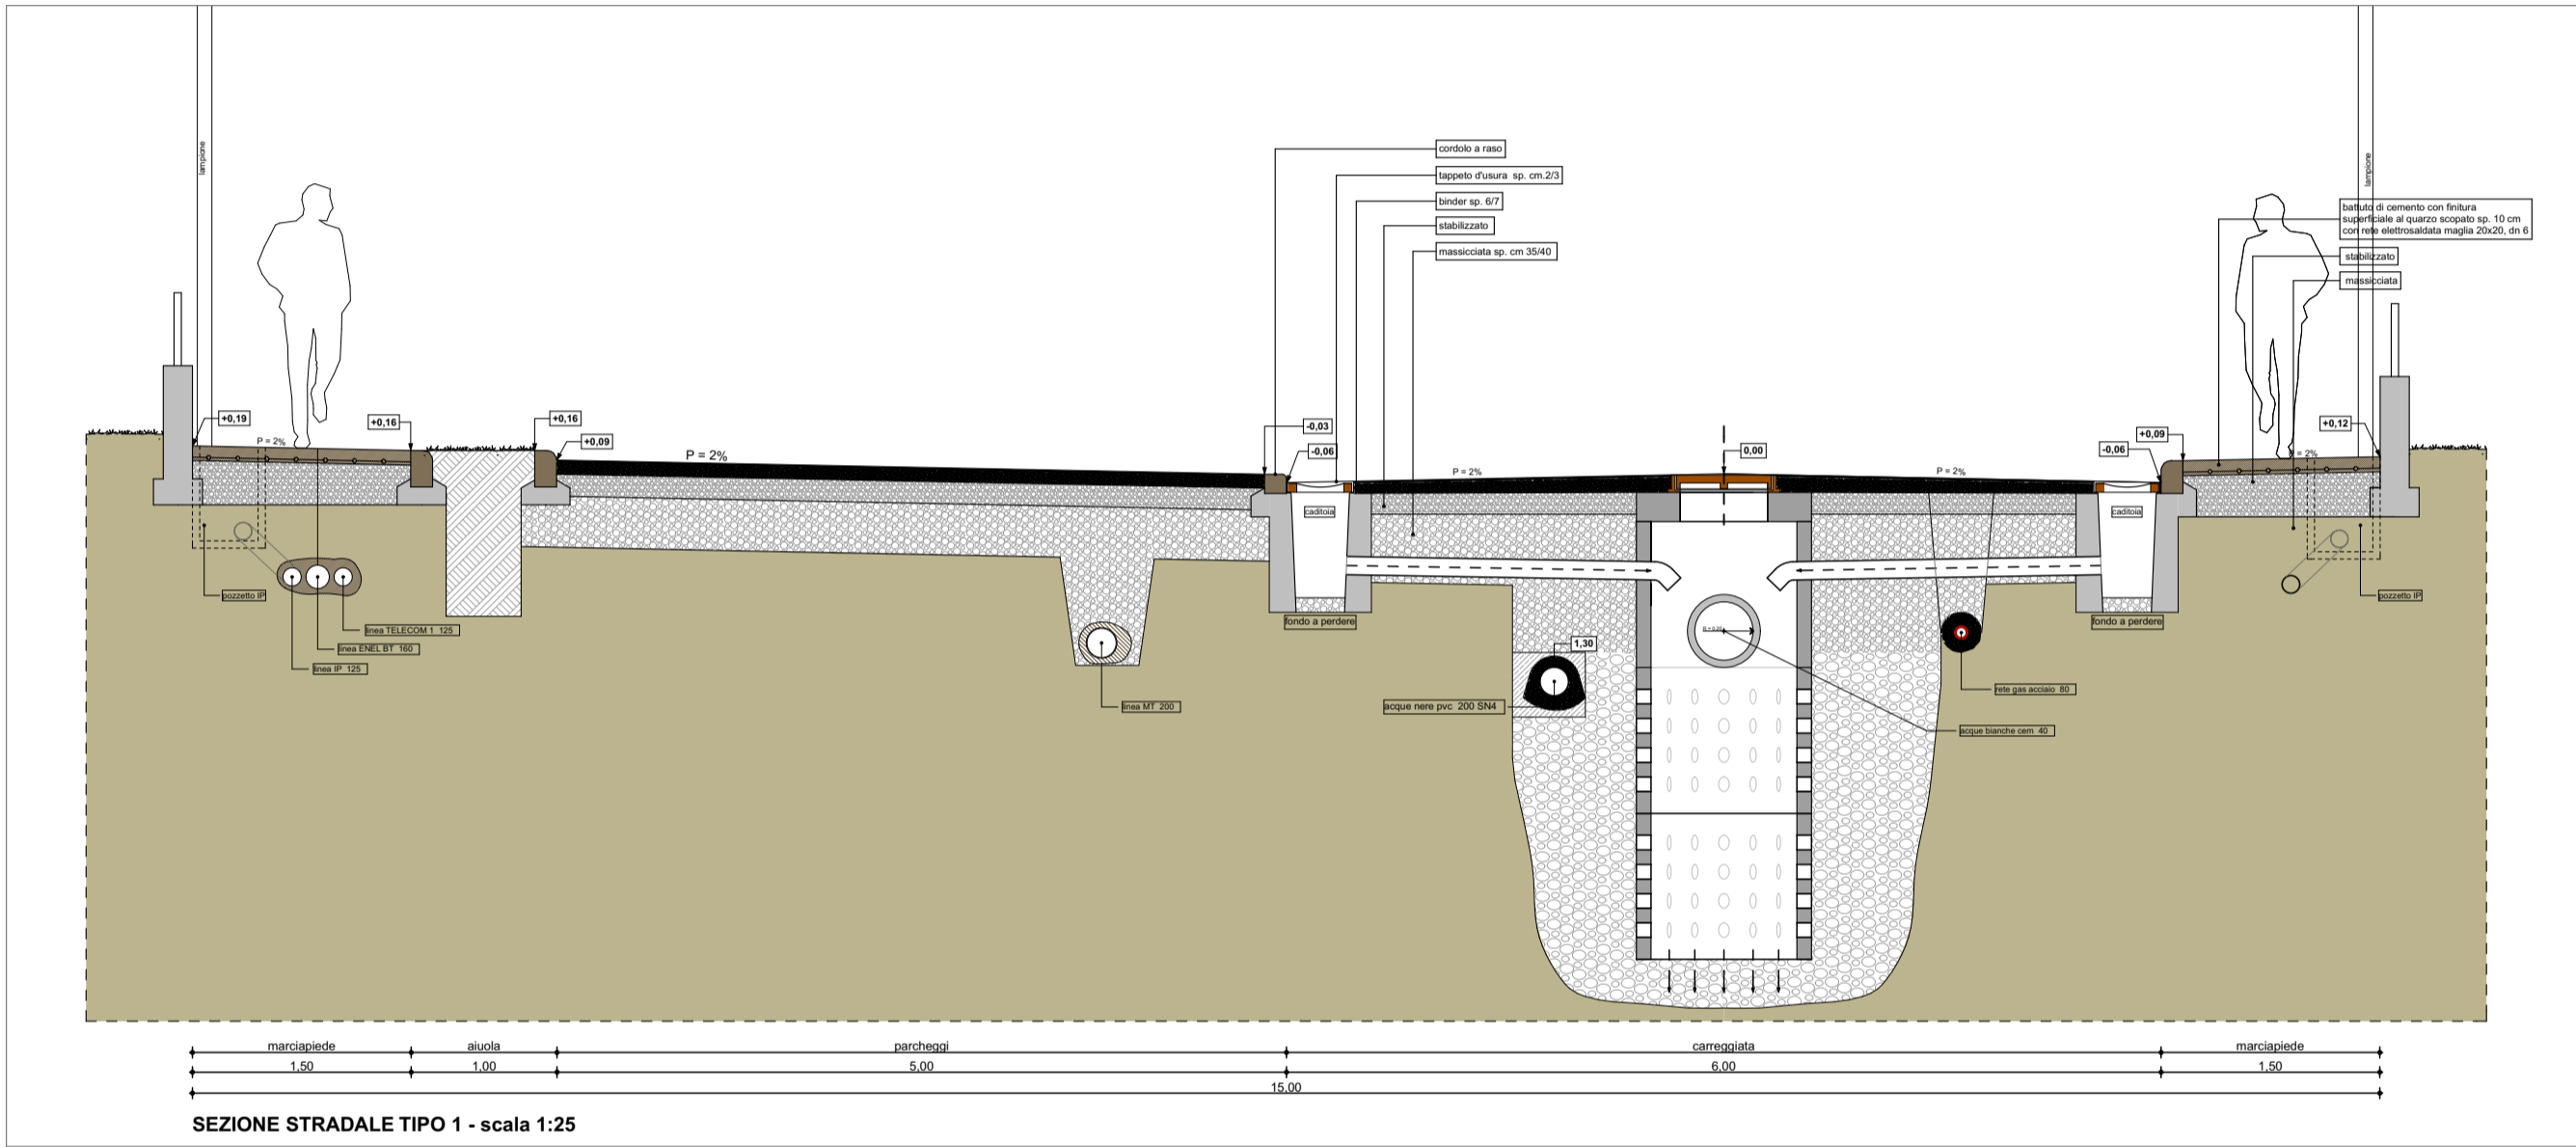 lampione
lampione
cordolo a raso
tappeto d'usura sp. cm.2/3
binder sp. 6/7
stabilizzato
massicciata sp. cm 35/40
battuto di cemento con finitura
superficiale al quarzo scopato sp. 10 cm
con rete elettrosaldata maglia 20x20, dn 6
stabilizzato
massicciata
+0,19
+0,16
+0,16
+0,09
-0,03
-0,06
0,00
-0,06
+0,09
+0,12
P = 2%
P = 2%
P = 2%
P = 2%
= 2%
caditoia
caditoia
pozzetto IP
linea TELECOM 1 125
linea ENEL BT 160
linea IP 125
linea MT 200
fondo a perdere
1,30
acque nere pvc 200 SN4
fondo a perdere
pozzetto IP
rete gas acciaio 80
acque bianche cem 40
marciapiede
aiuola
parcheggi
carreggiata
marciapiede
1,50
1,00
5,00
6,00
1,50
15,00
SEZIONE STRADALE TIPO 1 - scala 1:25